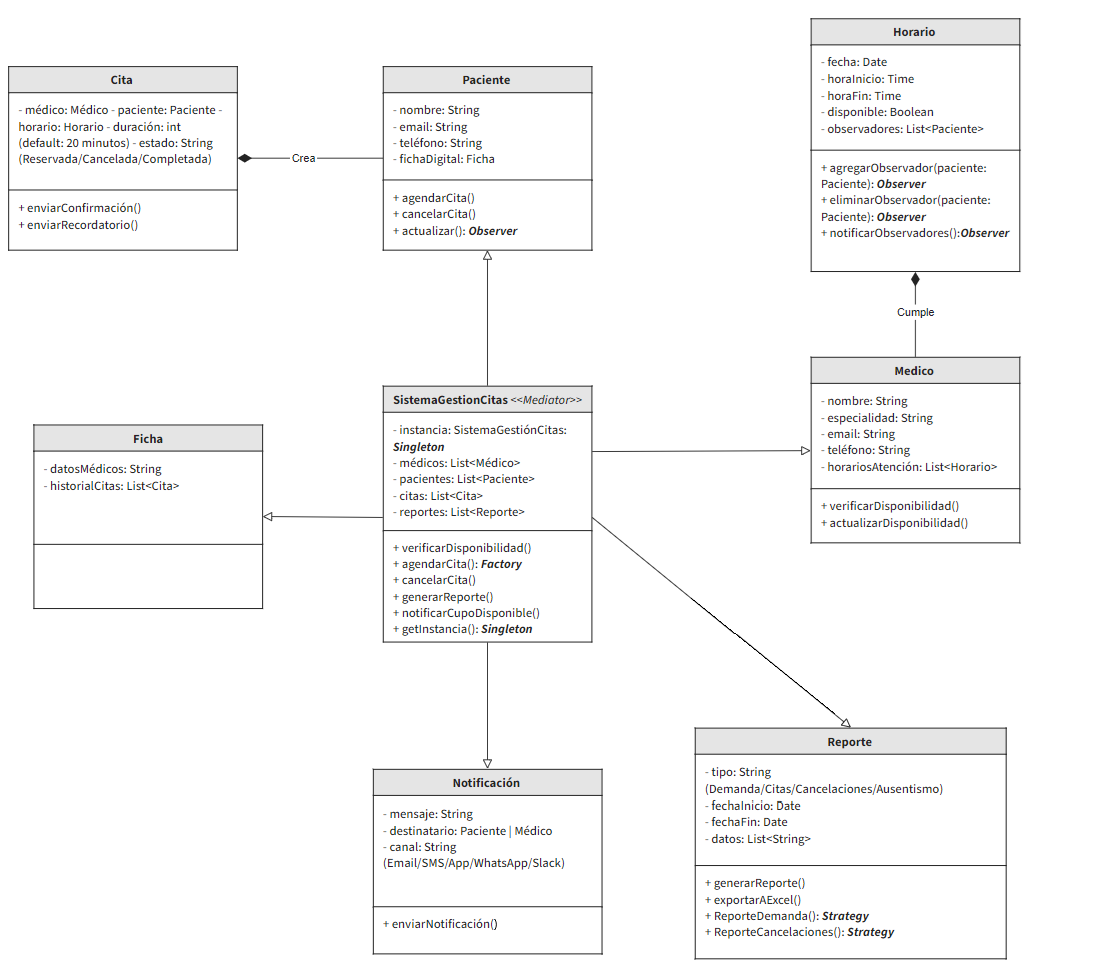 Cita
- médico: Médico - paciente: Paciente -
horario: Horario - duración: int
(default: 20 minutos) - estado: String
(Reservada/Cancelada/Completada)
+ enviarConfirmación()
+ enviarRecordatorio()
Crea
Paciente
- nombre: String
- email: String
- teléfono: String
- fichaDigital: Ficha
+ agendarCita()
+ cancelarCita()
+ actualizar(): Observer
Horario
- fecha: Date
- horaInicio: Time
- horaFin: Time
- disponible: Boolean
- observadores: List<Paciente>
+ agregarObservador(paciente:
Paciente): Observer
+ eliminarObservador(paciente:
Paciente): Observer
+ notificarObservadores():Observer
Cumple
Medico
- nombre: String
- especialidad: String
- email: String
- teléfono: String
- horariosAtención: List<Horario>
+ verificarDisponibilidad()
+ actualizarDisponibilidad()
SistemaGestionCitas <<Mediator>>
- instancia: SistemaGestiónCitas:
Singleton
- médicos: List<Médico>
- pacientes: List<Paciente>
- citas: List<Cita>
- reportes: List<Reporte>
+ verificarDisponibilidad()
+ agendarCita(): Factory
+ cancelarCita()
+ generarReporte()
+ notificarCupoDisponible()
+ getInstancia(): Singleton
Ficha
- datosMédicos: String
- historialCitas: List<Cita>
Notificación
- mensaje: String
- destinatario: Paciente | Médico
- canal: String
(Email/SMS/App/WhatsApp/Slack)
+ enviarNotificación()
Reporte
- tipo: String
(Demanda/Citas/Cancelaciones/Ausentismo)
- fechaInicio: Date
- fechaFin: Date
- datos: List<String>
+ generarReporte()
+ exportarAExcel()
+ ReporteDemanda(): Strategy
+ ReporteCancelaciones(): Strategy